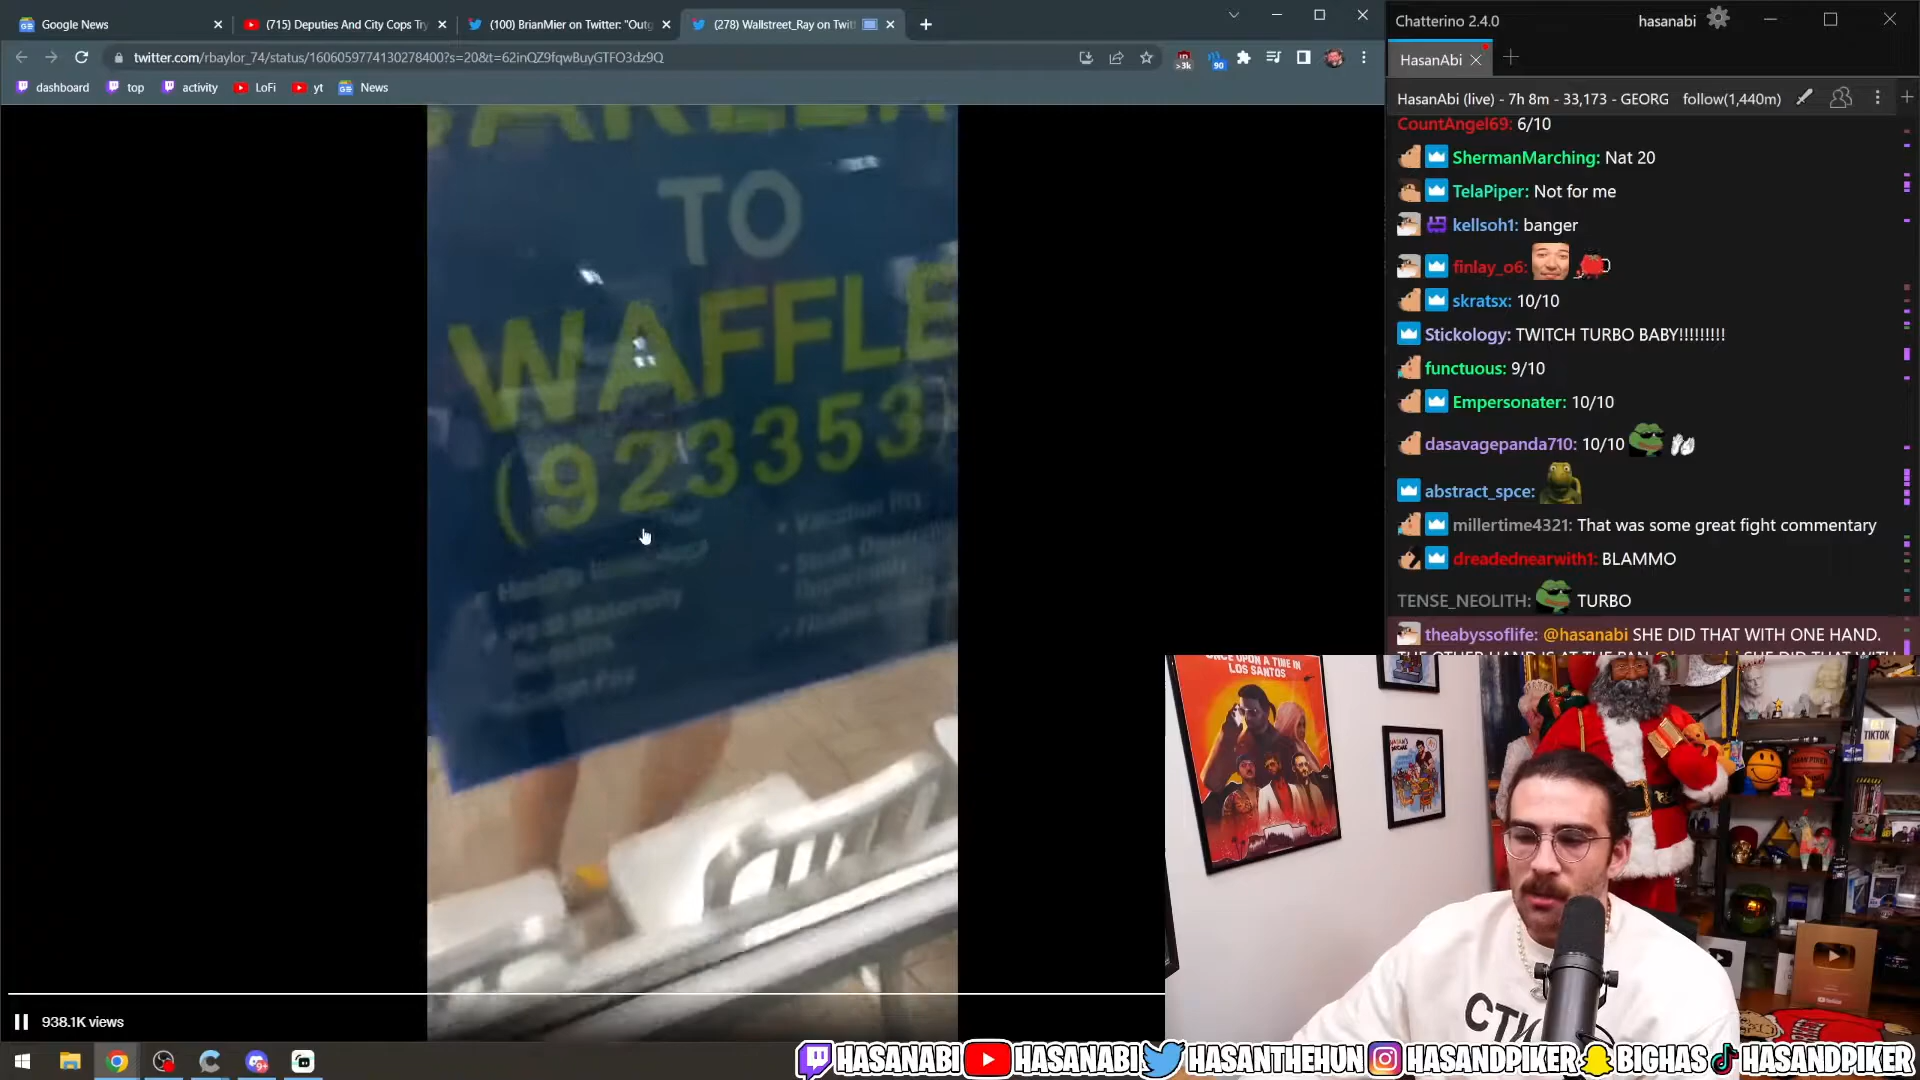 Google News
(715) Deputies And City Cops Try
(100) BrianMier on Twitter: "Outg
(278) Wallstreet_Ray on Twit
twitter.com/rbaylor_74/status/1606059774130278400?s=20&t=62inQZ9fqwBuyGTFO3dz9Q
>3k
90
dashboard
top
activity
LoFi
yt
News
CAREER
TO
WAFFLE
(923353
938.1K views
Chatterino 2.4.0
hasanabi
HasanAbi
HasanAbi (live) - 7h 8m - 33,173 - GEORG
follow(1,440m)
CountAngel69: 6/10
ShermanMarching: Nat 20
TelaPiper: Not for me
kellsoh1: banger
finlay_o6:
skratsx: 10/10
Stickology: TWITCH TURBO BABY!!!!!!!!!
functuous: 9/10
Empersonater: 10/10
dasavagepanda710: 10/10
abstract_spce:
millertime4321: That was some great fight commentary
dreadednearwith1: BLAMMO
TENSE_NEOLITH: TURBO
theabyssoflife: @hasanabi SHE DID THAT WITH ONE HAND.
ONCE UPON A TIME IN
LOS SANTOS
TIKTOK
СТИ
HASANABI
HASANABI
HASANTHEHUN
HASANDPIKER
BIGHAS
HASANDPIKER